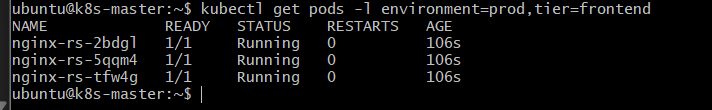 ubuntu@k8s-master:~$ kubectl get pods -l environment=prod,tier=frontend
NAME READY STATUS RESTARTS AGE
nginx-rs-2bdgl 1/1 Running 0 106s
nginx-rs-5qqm4 1/1 Running 0 106s
nginx-rs-tfw4g 1/1 Running 0 106s
ubuntu@k8s-master:~$